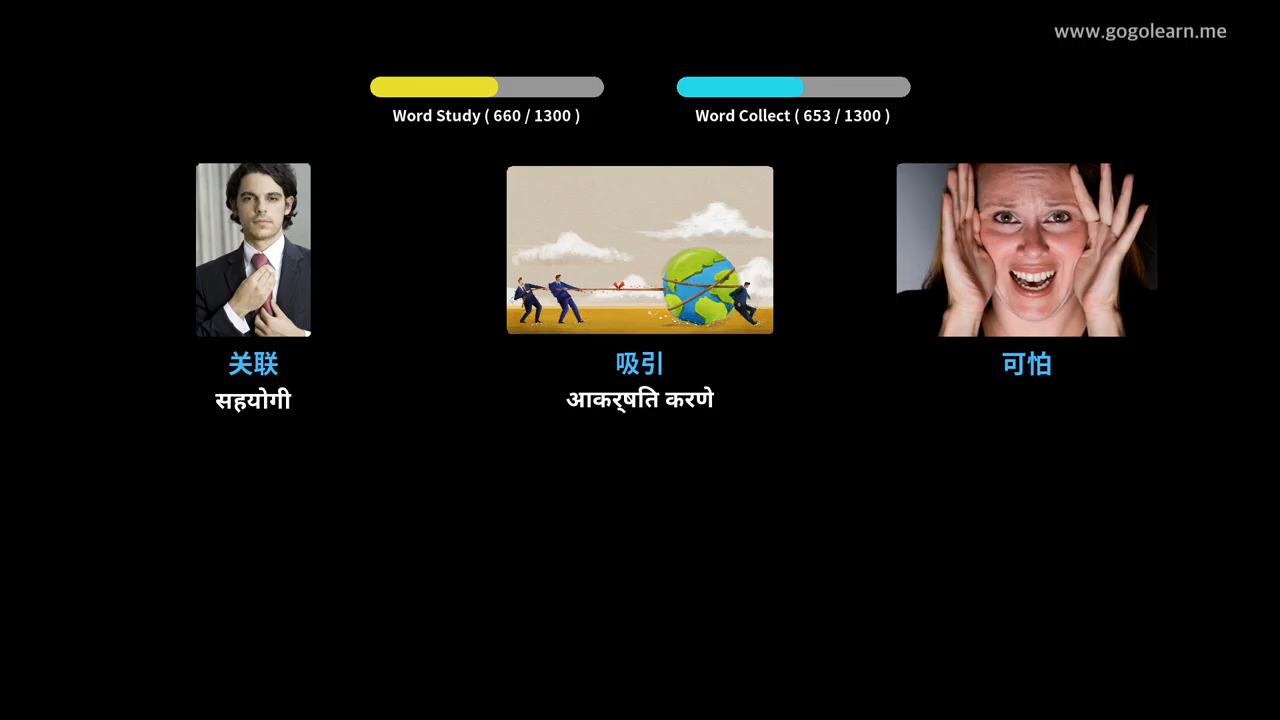 www.gogolearn.me
Word Study ( 660 / 1300 )
Word Collect ( 653 / 1300 )
关联
吸引
可怕
सहयोगी
आकर्षति करणे